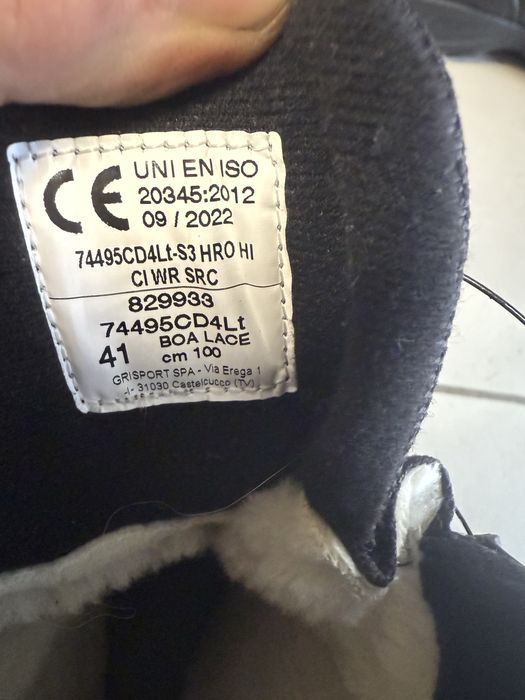 CE UNI EN ISO
20345:2012
09 / 2022
74495CD4Lt-S3 HRO HI
CI WR SRC
829933
74495CD4Lt
41 BOA LACE
cm 100
GRISPORT SPA - Via Erega 1
I- 31030 Castelcucco (TV)